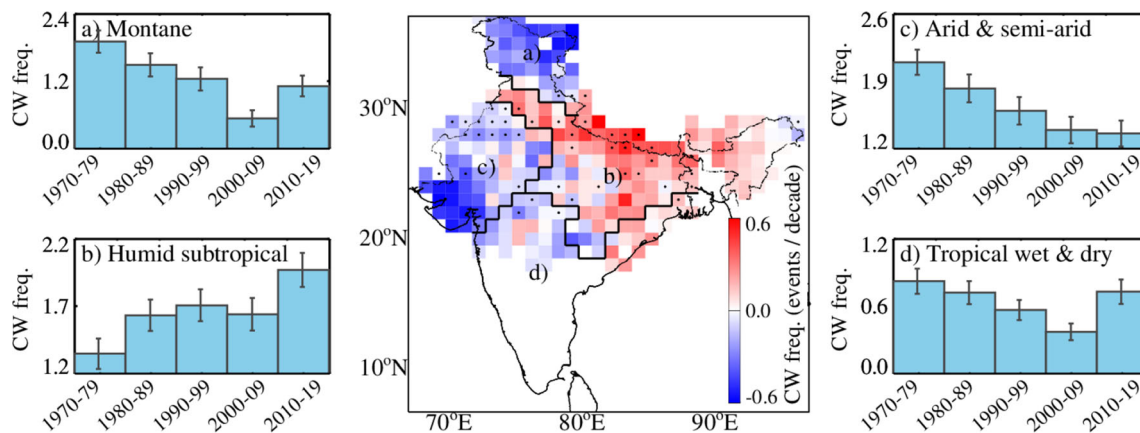 a) Montane
CW freq.
2.4
1.2
0.0
1970-79
1980-89
1990-99
2000-09
2010-19
b) Humid subtropical
CW freq.
2.2
1.7
1.2
1970-79
1980-89
1990-99
2000-09
2010-19
a)
b)
c)
d)
30°N
20°N
10°N
70°E
80°E
90°E
0.6
0.0
-0.6
CW freq. (events / decade)
c) Arid & semi-arid
CW freq.
2.6
1.9
1.2
1970-79
1980-89
1990-99
2000-09
2010-19
d) Tropical wet & dry
CW freq.
1.2
0.6
0.0
1970-79
1980-89
1990-99
2000-09
2010-19